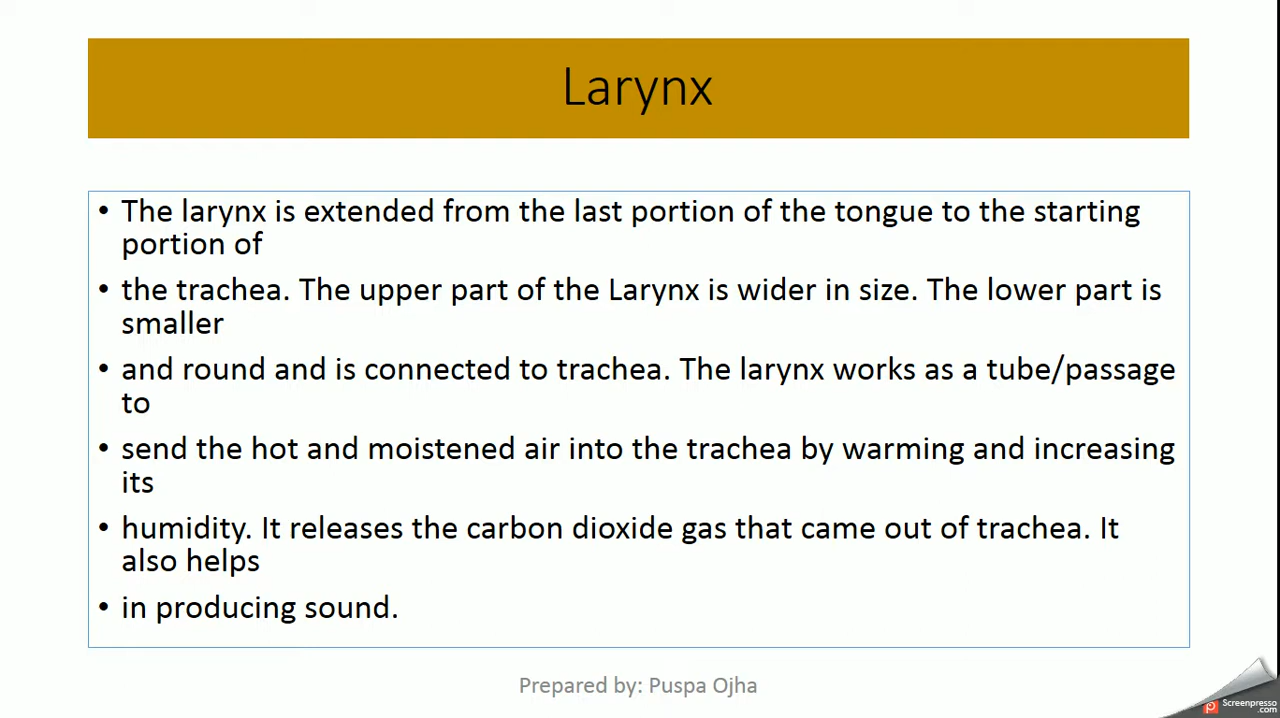 Larynx
• The larynx is extended from the last portion of the tongue to the starting
portion of
• the trachea. The upper part of the Larynx is wider in size. The lower part is
smaller
• and round and is connected to trachea. The larynx works as a tube/passage
to
• send the hot and moistened air into the trachea by warming and increasing
its
• humidity. It releases the carbon dioxide gas that came out of trachea. It
also helps
• in producing sound.
Prepared by: Puspa Ojha
Screenpresso
.com